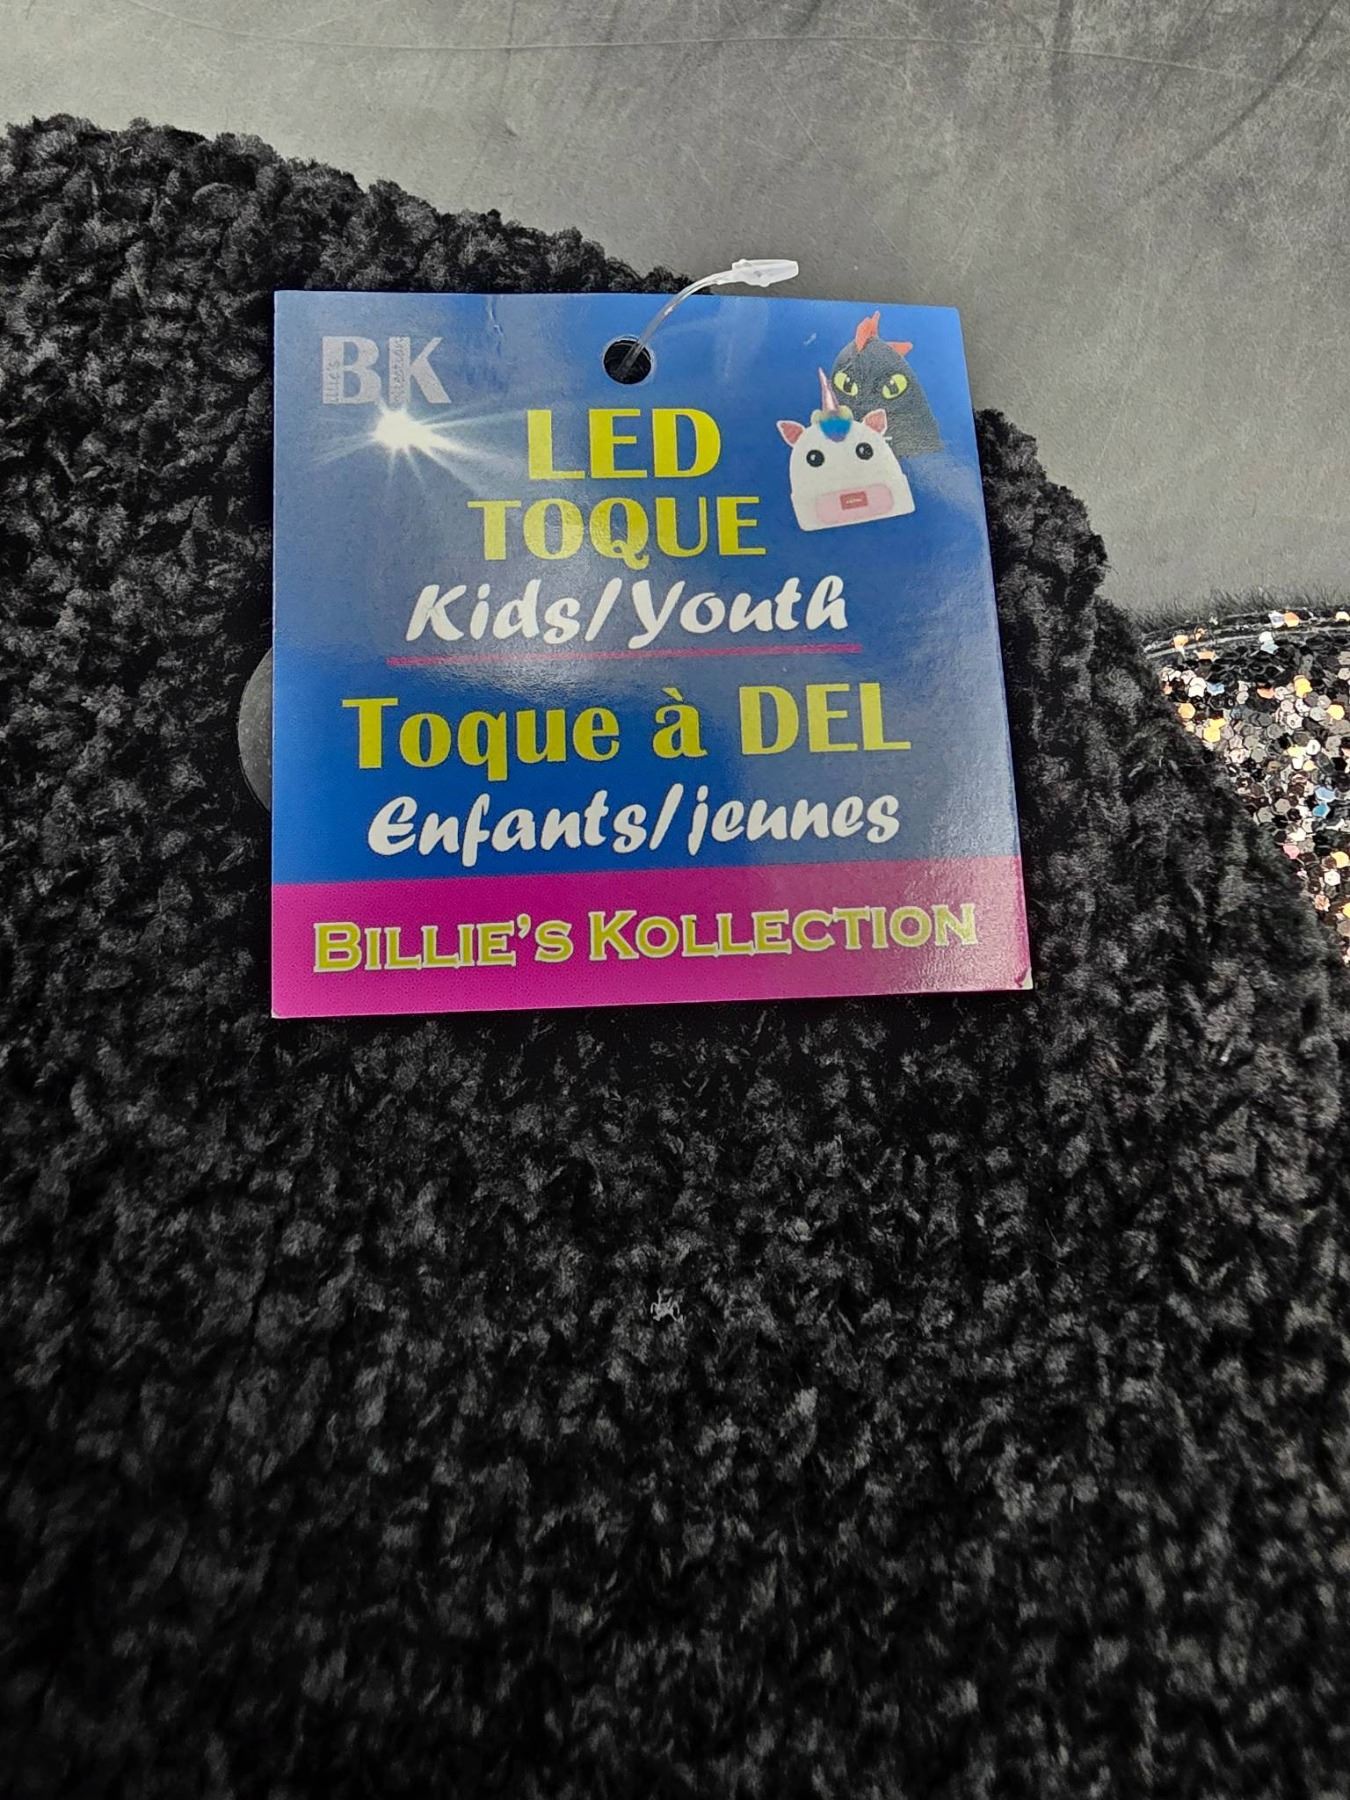 BK
LED
TOQUE
Kids/Youth
Toque à DEL
Enfants/jeunes
BILLIE'S KOLLECTION